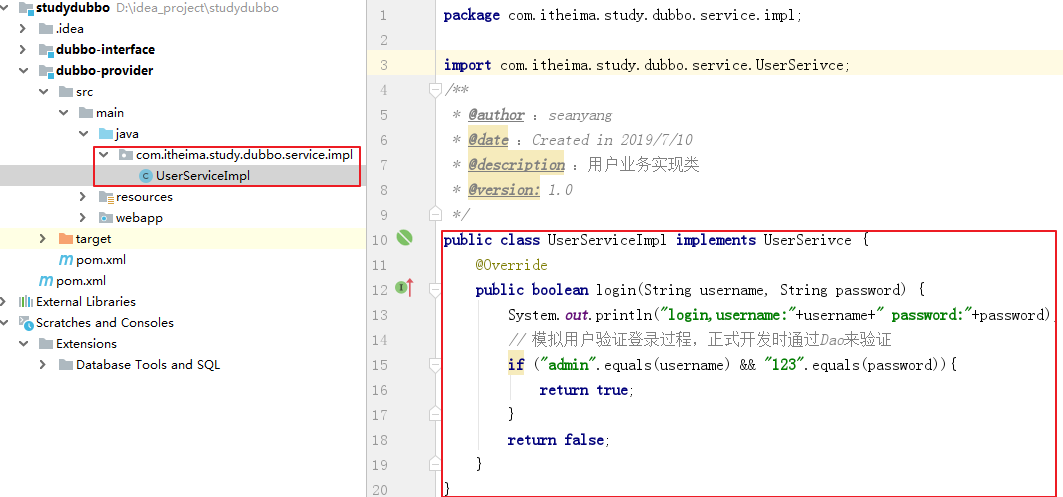 studydubbo D:\idea_project\studydubbo
.idea
dubbo-interface
dubbo-provider
src
main
java
com.itheima.study.dubbo.service.impl
UserServiceImpl
resources
webapp
target
pom.xml
pom.xml
External Libraries
Scratches and Consoles
Extensions
Database Tools and SQL
1 package com.itheima.study.dubbo.service.impl;
2
3 import com.itheima.study.dubbo.service.UserSerivce;
4 /**
5 * @author : seanyang
6 * @date : Created in 2019/7/10
7 * @description : 用户业务实现类
8 * @version: 1.0
9 */
10 public class UserServiceImpl implements UserSerivce {
11 @Override
12 public boolean login(String username, String password) {
13 System.out.println("login,username:"+username+" password:"+password)
14 // 模拟用户验证登录过程，正式开发时通过Dao来验证
15 if ("admin".equals(username) && "123".equals(password)){
16 return true;
17 }
18 return false;
19 }
20 }